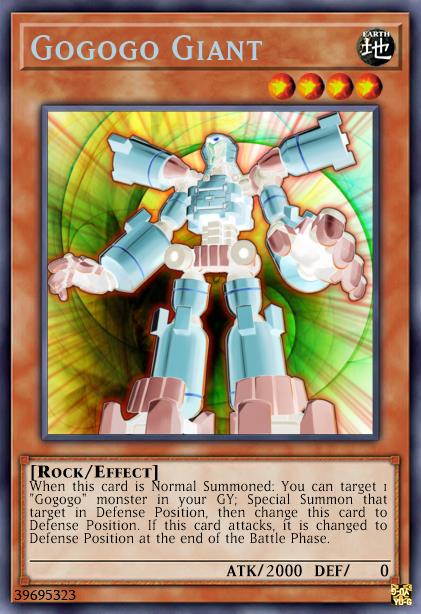 Gogogo Giant
EARTH
地
[Rock/Effect]
When this card is Normal Summoned: You can target 1
"Gogogo" monster in your GY; Special Summon that
target in Defense Position, then change this card to
Defense Position. If this card attacks, it is changed to
Defense Position at the end of the Battle Phase.
ATK/2000 DEF/ 0
39695323